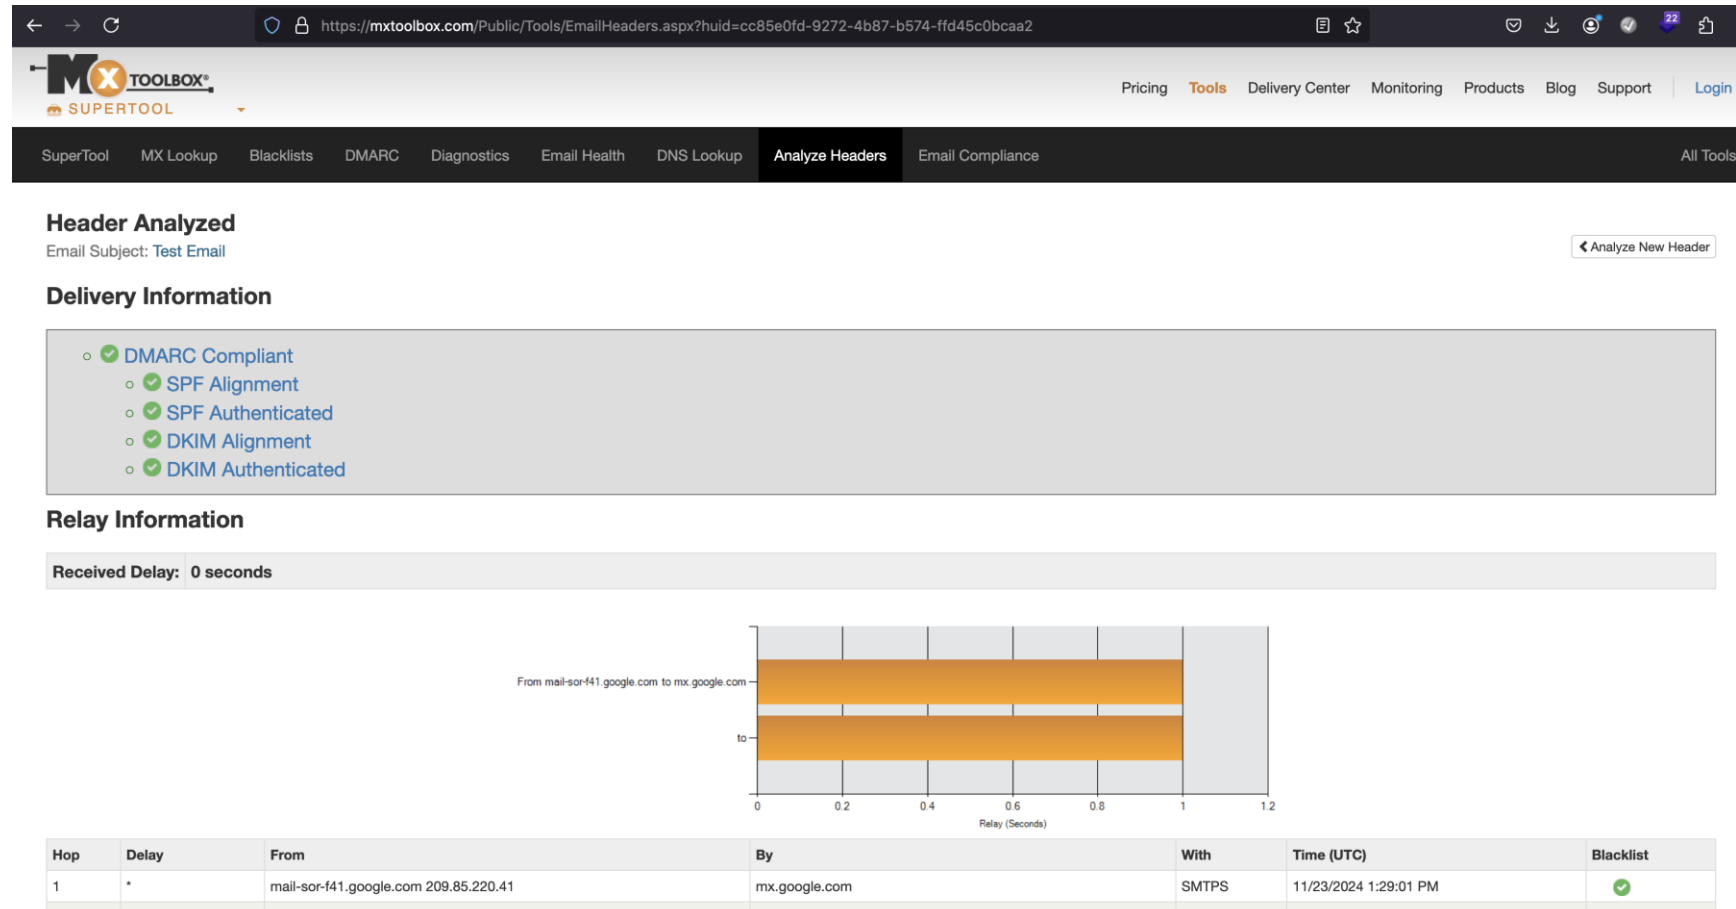 https://mxtoolbox.com/Public/Tools/EmailHeaders.aspx?huid=cc85e0fd-9272-4b87-b574-ffd45c0bcaa2
22
MX TOOLBOX®
SUPERTOOL
Pricing Tools Delivery Center Monitoring Products Blog Support Login
SuperTool MX Lookup Blacklists DMARC Diagnostics Email Health DNS Lookup Analyze Headers Email Compliance All Tools
Header Analyzed
Email Subject: Test Email
Analyze New Header
Delivery Information
DMARC Compliant
SPF Alignment
SPF Authenticated
DKIM Alignment
DKIM Authenticated
Relay Information
Received Delay: 0 seconds
From mail-sor-f41.google.com to mx.google.com
to
0 0.2 0.4 0.6 0.8 1 1.2
Relay (Seconds)
Hop Delay From By With Time (UTC) Blacklist
1 * mail-sor-f41.google.com 209.85.220.41 mx.google.com SMTPS 11/23/2024 1:29:01 PM